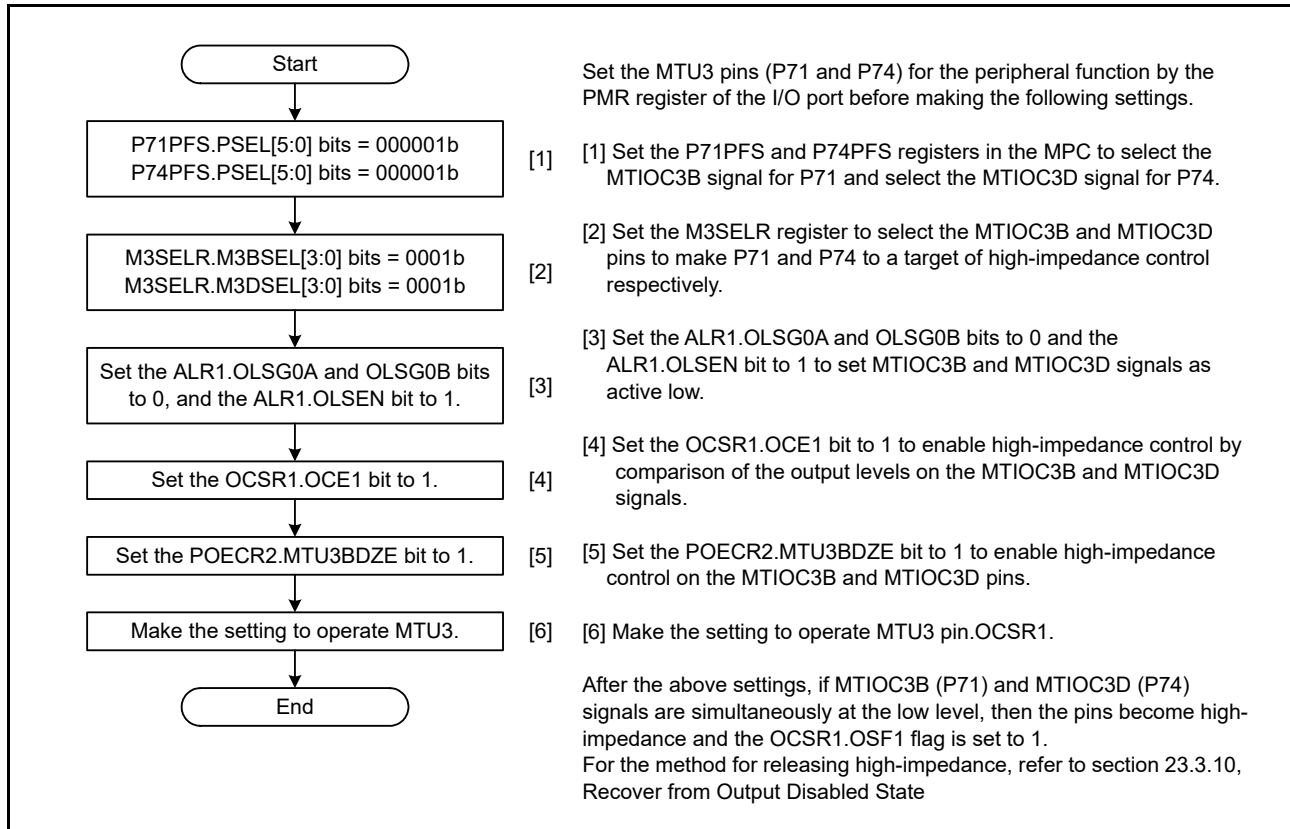 Start
P71PFS.PSEL[5:0] bits = 000001b
P74PFS.PSEL[5:0] bits = 000001b
[1]
M3SELR.M3BSEL[3:0] bits = 0001b
M3SELR.M3DSEL[3:0] bits = 0001b
[2]
Set the ALR1.OLSG0A and OLSG0B bits
to 0, and the ALR1.OLSEN bit to 1.
[3]
Set the OCSR1.OCE1 bit to 1.
[4]
Set the POECR2.MTU3BDZE bit to 1.
[5]
Make the setting to operate MTU3.
[6]
End
Set the MTU3 pins (P71 and P74) for the peripheral function by the
PMR register of the I/O port before making the following settings.
[1] Set the P71PFS and P74PFS registers in the MPC to select the
MTIOC3B signal for P71 and select the MTIOC3D signal for P74.
[2] Set the M3SELR register to select the MTIOC3B and MTIOC3D
pins to make P71 and P74 to a target of high-impedance control
respectively.
[3] Set the ALR1.OLSG0A and OLSG0B bits to 0 and the
ALR1.OLSEN bit to 1 to set MTIOC3B and MTIOC3D signals as
active low.
[4] Set the OCSR1.OCE1 bit to 1 to enable high-impedance control by
comparison of the output levels on the MTIOC3B and MTIOC3D
signals.
[5] Set the POECR2.MTU3BDZE bit to 1 to enable high-impedance
control on the MTIOC3B and MTIOC3D pins.
[6] Make the setting to operate MTU3 pin.OCSR1.
After the above settings, if MTIOC3B (P71) and MTIOC3D (P74)
signals are simultaneously at the low level, then the pins become high-
impedance and the OCSR1.OSF1 flag is set to 1.
For the method for releasing high-impedance, refer to section 23.3.10,
Recover from Output Disabled State